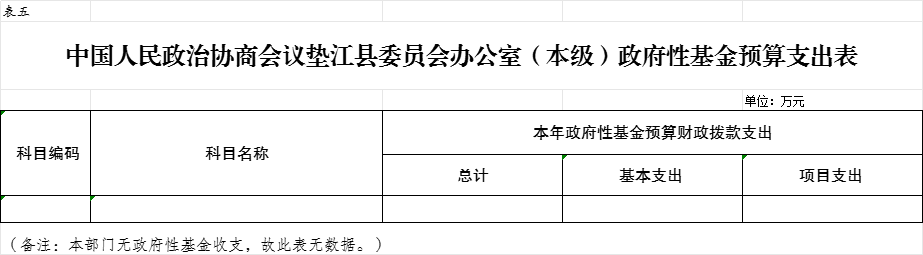 表五
中国人民政治协商会议垫江县委员会办公室（本级）政府性基金预算支出表
单位：万元
科目编码 科目名称 本年政府性基金预算财政拨款支出
总计 基本支出 项目支出
（备注：本部门无政府性基金收支，故此表无数据。）